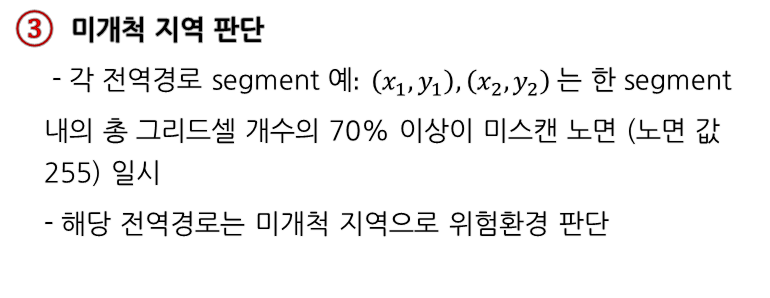 ③ 미개척 지역 판단
- 각 전역경로 segment 예: (x₁, y₁), (x₂, y₂) 는 한 segment
내의 총 그리드셀 개수의 70% 이상이 미스캔 노면 (노면 값
255) 일시
- 해당 전역경로는 미개척 지역으로 위험환경 판단